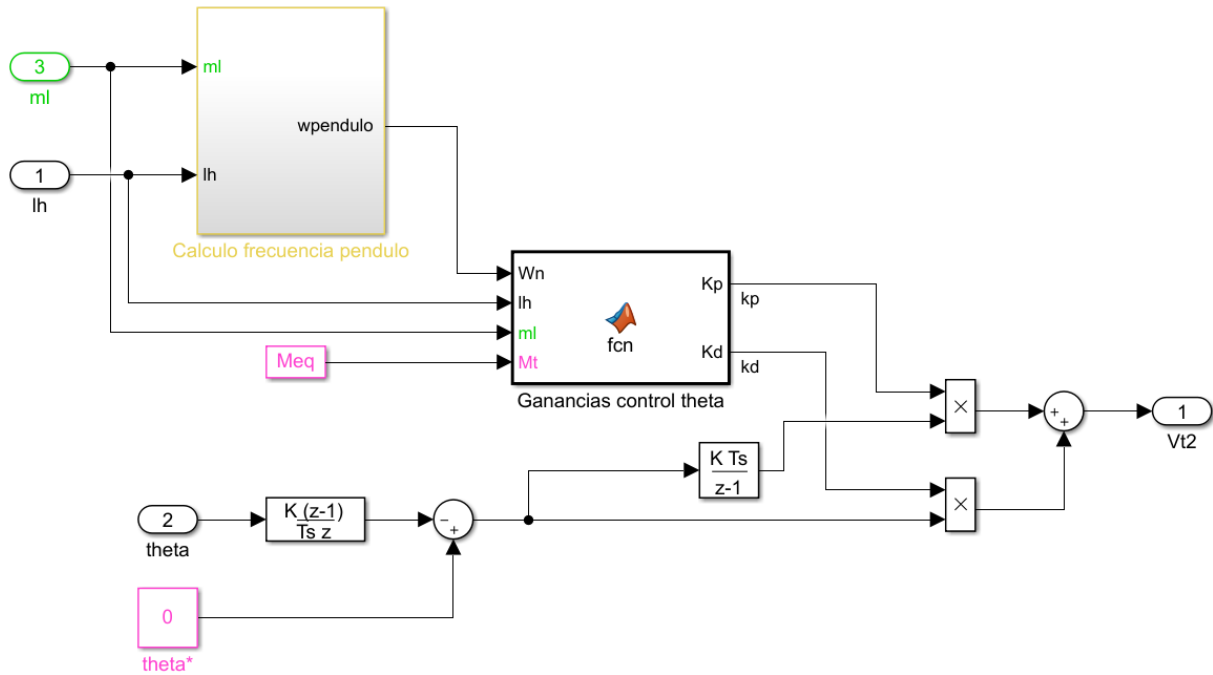 3
ml
ml
wpendulo
1
lh
lh
Calculo frecuencia pendulo
Wn
lh
ml
Mt
Kp
Kd
fcn
kp
kd
Meq
Ganancias control theta
×
+
+
1
Vt2
K Ts
z-1
×
2
theta
K (z-1)
Ts z
−
+
0
theta*